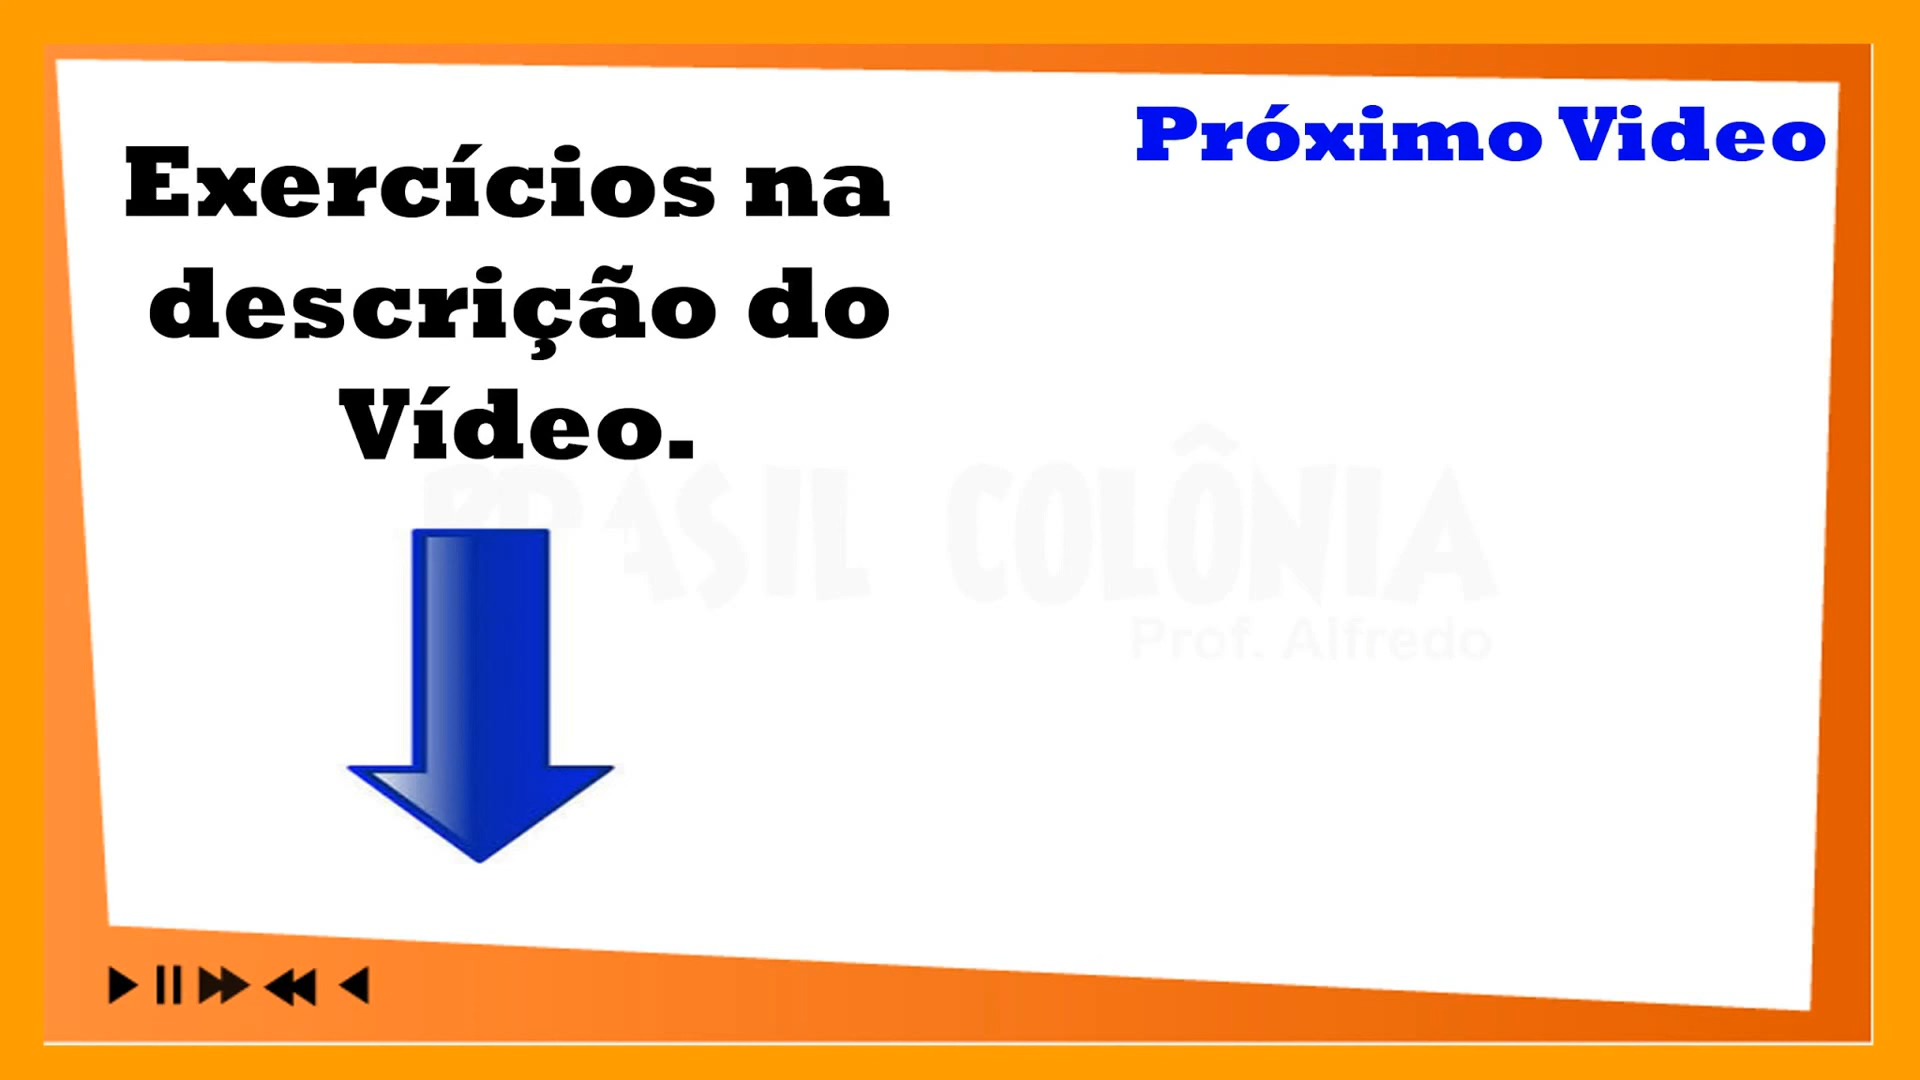 Próximo Video
Exercícios na
descrição do
Vídeo.
BRASIL COLÔNIA
Prof. Alfredo